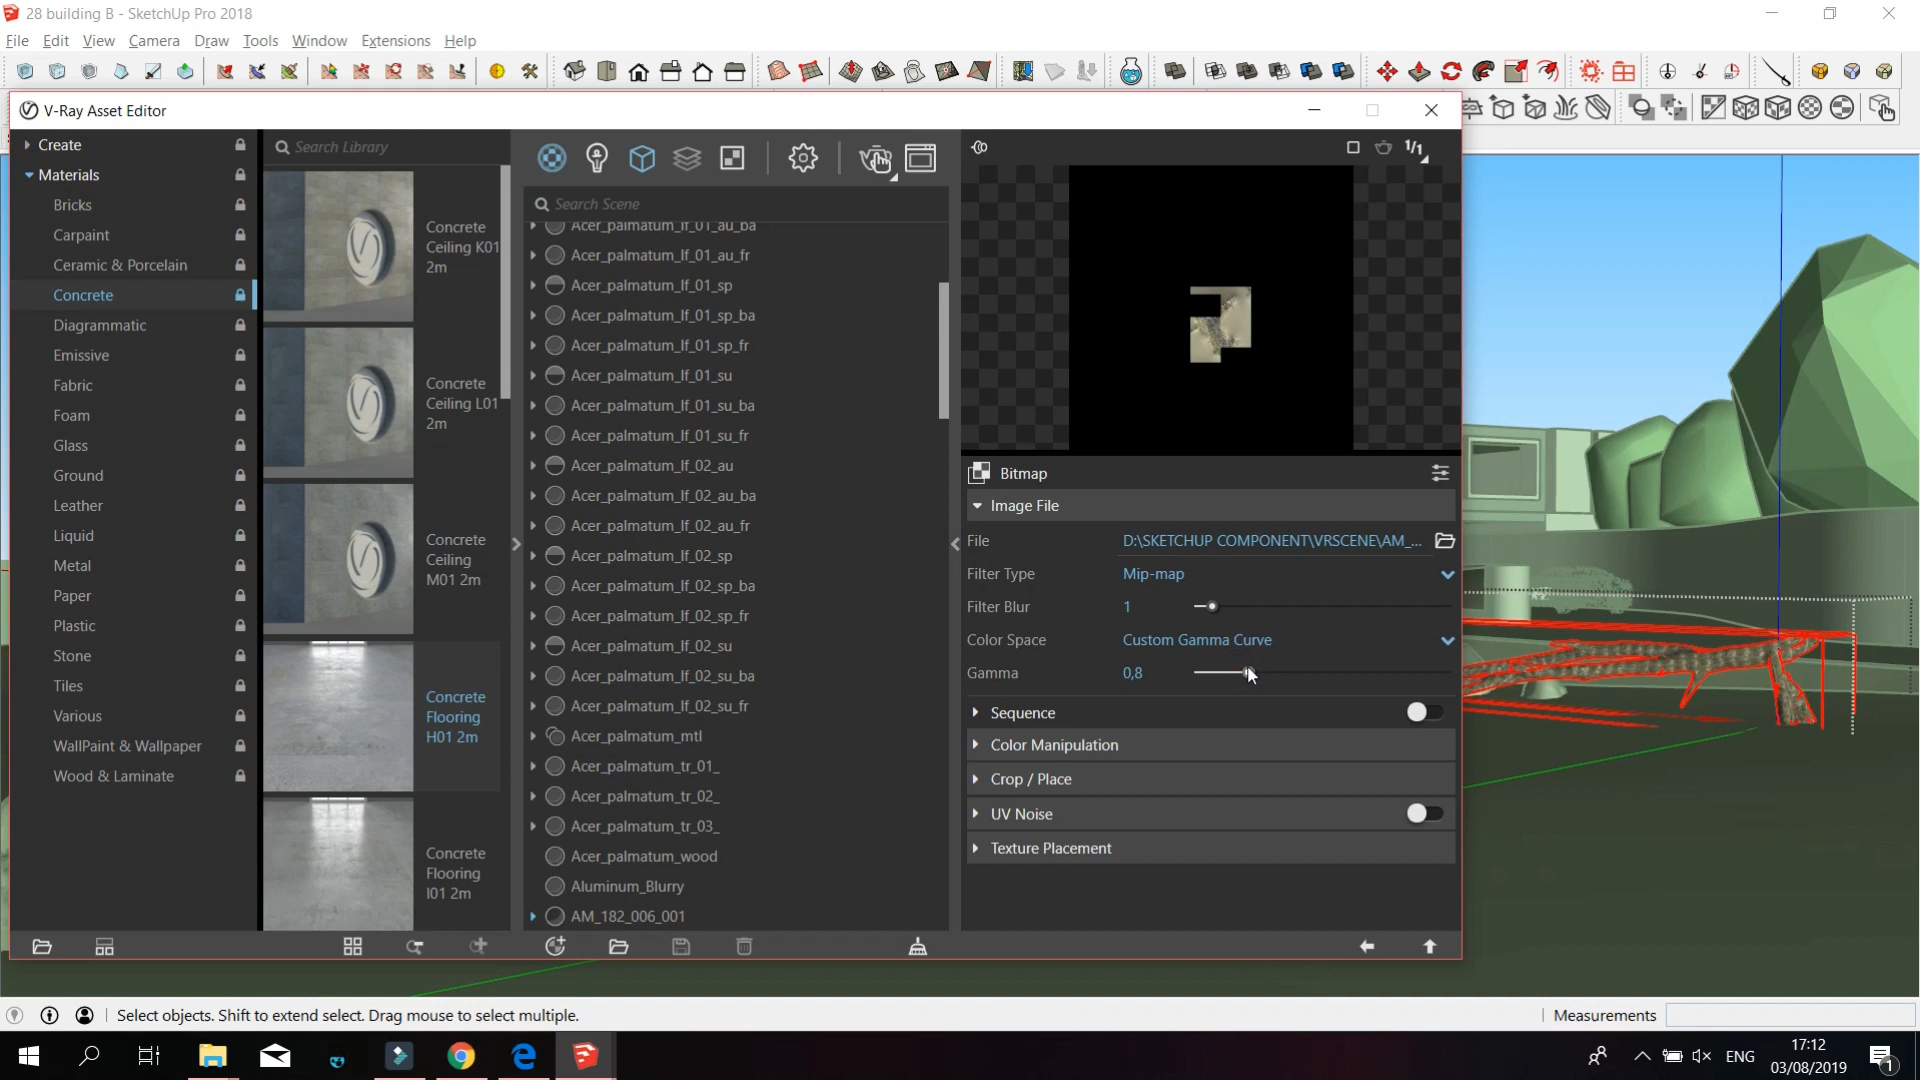 28 building B - SketchUp Pro 2018
File Edit View Camera Draw Tools Window Extensions Help
V-Ray Asset Editor
Create
Materials
Bricks
Carpaint
Ceramic & Porcelain
Concrete
Diagrammatic
Emissive
Fabric
Foam
Glass
Ground
Leather
Liquid
Metal
Paper
Plastic
Stone
Tiles
Various
WallPaint & Wallpaper
Wood & Laminate
Search Library
Concrete
Ceiling K01
2m
Concrete
Ceiling L01
2m
Concrete
Ceiling
M01 2m
Concrete
Flooring
H01 2m
Concrete
Flooring
I01 2m
Search Scene
Acer_palmatum_lf_01_au_ba
Acer_palmatum_lf_01_au_fr
Acer_palmatum_lf_01_sp
Acer_palmatum_lf_01_sp_ba
Acer_palmatum_lf_01_sp_fr
Acer_palmatum_lf_01_su
Acer_palmatum_lf_01_su_ba
Acer_palmatum_lf_01_su_fr
Acer_palmatum_lf_02_au
Acer_palmatum_lf_02_au_ba
Acer_palmatum_lf_02_au_fr
Acer_palmatum_lf_02_sp
Acer_palmatum_lf_02_sp_ba
Acer_palmatum_lf_02_sp_fr
Acer_palmatum_lf_02_su
Acer_palmatum_lf_02_su_ba
Acer_palmatum_lf_02_su_fr
Acer_palmatum_mtl
Acer_palmatum_tr_01_
Acer_palmatum_tr_02_
Acer_palmatum_tr_03_
Acer_palmatum_wood
Aluminum_Blurry
AM_182_006_001
1/1
Bitmap
Image File
File D:\SKETCHUP COMPONENT\VRSCENE\AM_...
Filter Type Mip-map
Filter Blur 1
Color Space Custom Gamma Curve
Gamma 0,8
Sequence
Color Manipulation
Crop / Place
UV Noise
Texture Placement
Select objects. Shift to extend select. Drag mouse to select multiple.
Measurements
ENG
17:12
03/08/2019
1